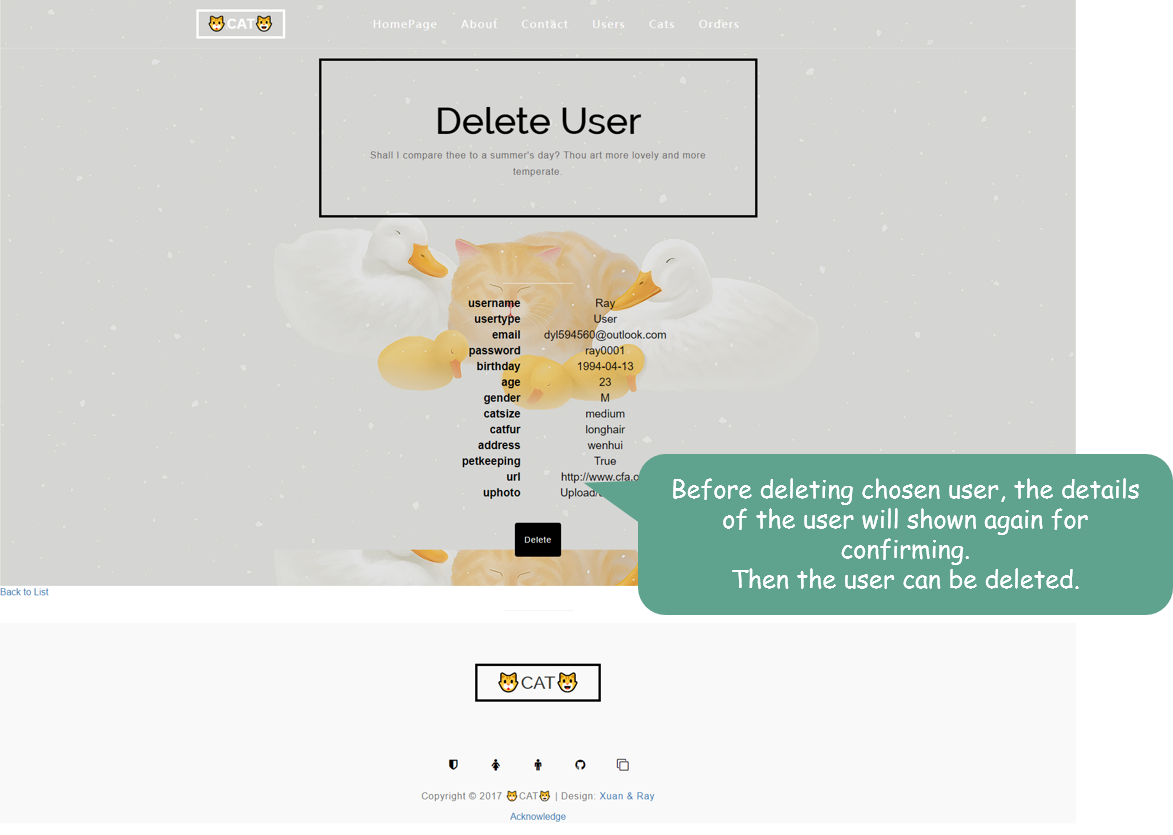 🐱CAT🐱 HomePage About Contact Users Cats Orders
Delete User
Shall I compare thee to a summer's day? Thou art more lovely and more
temperate.
username Ray
usertype User
email dyl594560@outlook.com
password ray0001
birthday 1994-04-13
age 23
gender M
catsize medium
catfur longhair
address wenhui
petkeeping True
url http://www.cfa.o
uphoto Upload/
Delete
Before deleting chosen user, the details
of the user will shown again for
confirming.
Then the user can be deleted.
Back to List
🐱CAT🐱
Copyright © 2017 🐱CAT🐱 | Design: Xuan & Ray
Acknowledge